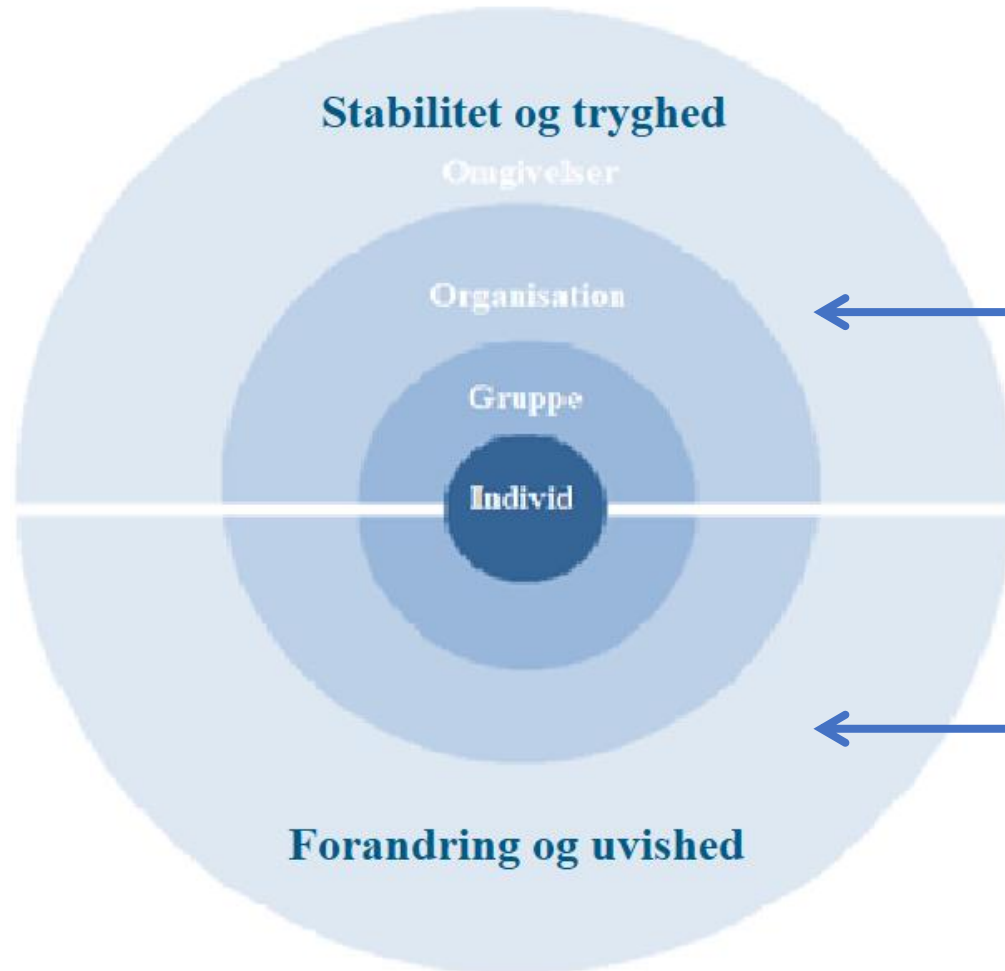 Stabilitet og tryghed
Omgivelser
Organisation
Gruppe
Individ
Forandring og uvished